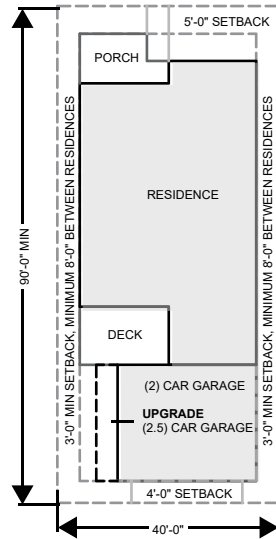 5'-0" SETBACK
PORCH
3'-0" MIN SETBACK, MINIMUM 8'-0" BETWEEN RESIDENCES
RESIDENCE
3'-0" MIN SETBACK, MINIMUM 8'-0" BETWEEN RESIDENCES
90'-0" MIN
DECK
(2) CAR GARAGE
UPGRADE
(2.5) CAR GARAGE
4'-0" SETBACK
40'-0"